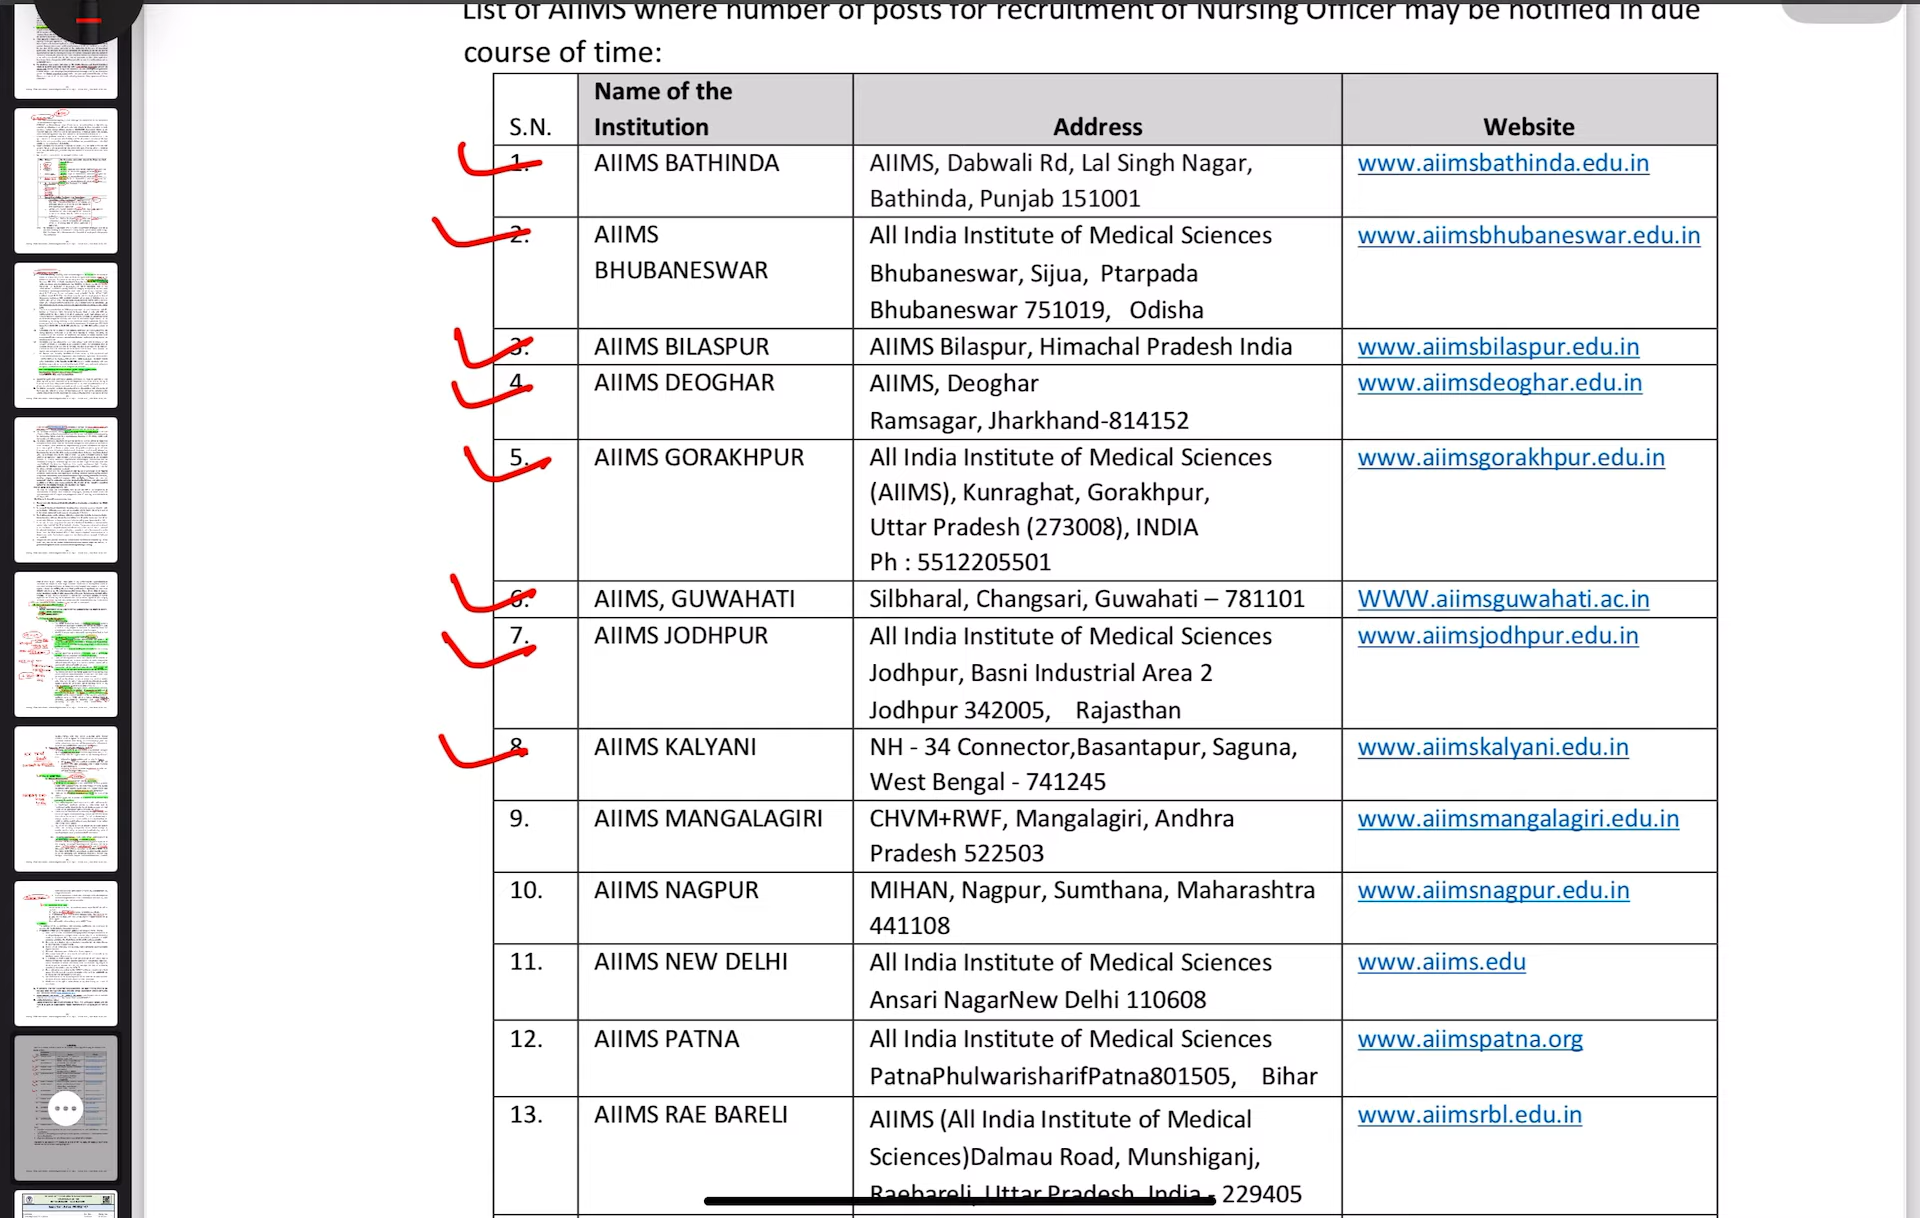 List of AIIMS where number of posts for recruitment of Nursing Officer may be notified in due
course of time:
S.N. Name of the Institution Address Website
1. AIIMS BATHINDA AIIMS, Dabwali Rd, Lal Singh Nagar, www.aiimsbathinda.edu.in
Bathinda, Punjab 151001
2. AIIMS All India Institute of Medical Sciences www.aiimsbhubaneswar.edu.in
BHUBANESWAR Bhubaneswar, Sijua, Ptarpada
Bhubaneswar 751019, Odisha
3. AIIMS BILASPUR AIIMS Bilaspur, Himachal Pradesh India www.aiimsbilaspur.edu.in
4. AIIMS DEOGHAR AIIMS, Deoghar www.aiimsdeoghar.edu.in
Ramsagar, Jharkhand-814152
5. AIIMS GORAKHPUR All India Institute of Medical Sciences www.aiimsgorakhpur.edu.in
(AIIMS), Kunraghat, Gorakhpur,
Uttar Pradesh (273008), INDIA
Ph : 5512205501
6. AIIMS, GUWAHATI Silbharal, Changsari, Guwahati – 781101 WWW.aiimsguwahati.ac.in
7. AIIMS JODHPUR All India Institute of Medical Sciences www.aiimsjodhpur.edu.in
Jodhpur, Basni Industrial Area 2
Jodhpur 342005, Rajasthan
8. AIIMS KALYANI NH - 34 Connector,Basantapur, Saguna, www.aiimskalyani.edu.in
West Bengal - 741245
9. AIIMS MANGALAGIRI CHVM+RWF, Mangalagiri, Andhra www.aiimsmangalagiri.edu.in
Pradesh 522503
10. AIIMS NAGPUR MIHAN, Nagpur, Sumthana, Maharashtra www.aiimsnagpur.edu.in
441108
11. AIIMS NEW DELHI All India Institute of Medical Sciences www.aiims.edu
Ansari NagarNew Delhi 110608
12. AIIMS PATNA All India Institute of Medical Sciences www.aiimspatna.org
PatnaPhulwarisharifPatna801505, Bihar
13. AIIMS RAE BARELI AIIMS (All India Institute of Medical www.aiimsrbl.edu.in
Sciences)Dalmau Road, Munshiganj,
Raebareli, Uttar Pradesh, India - 229405